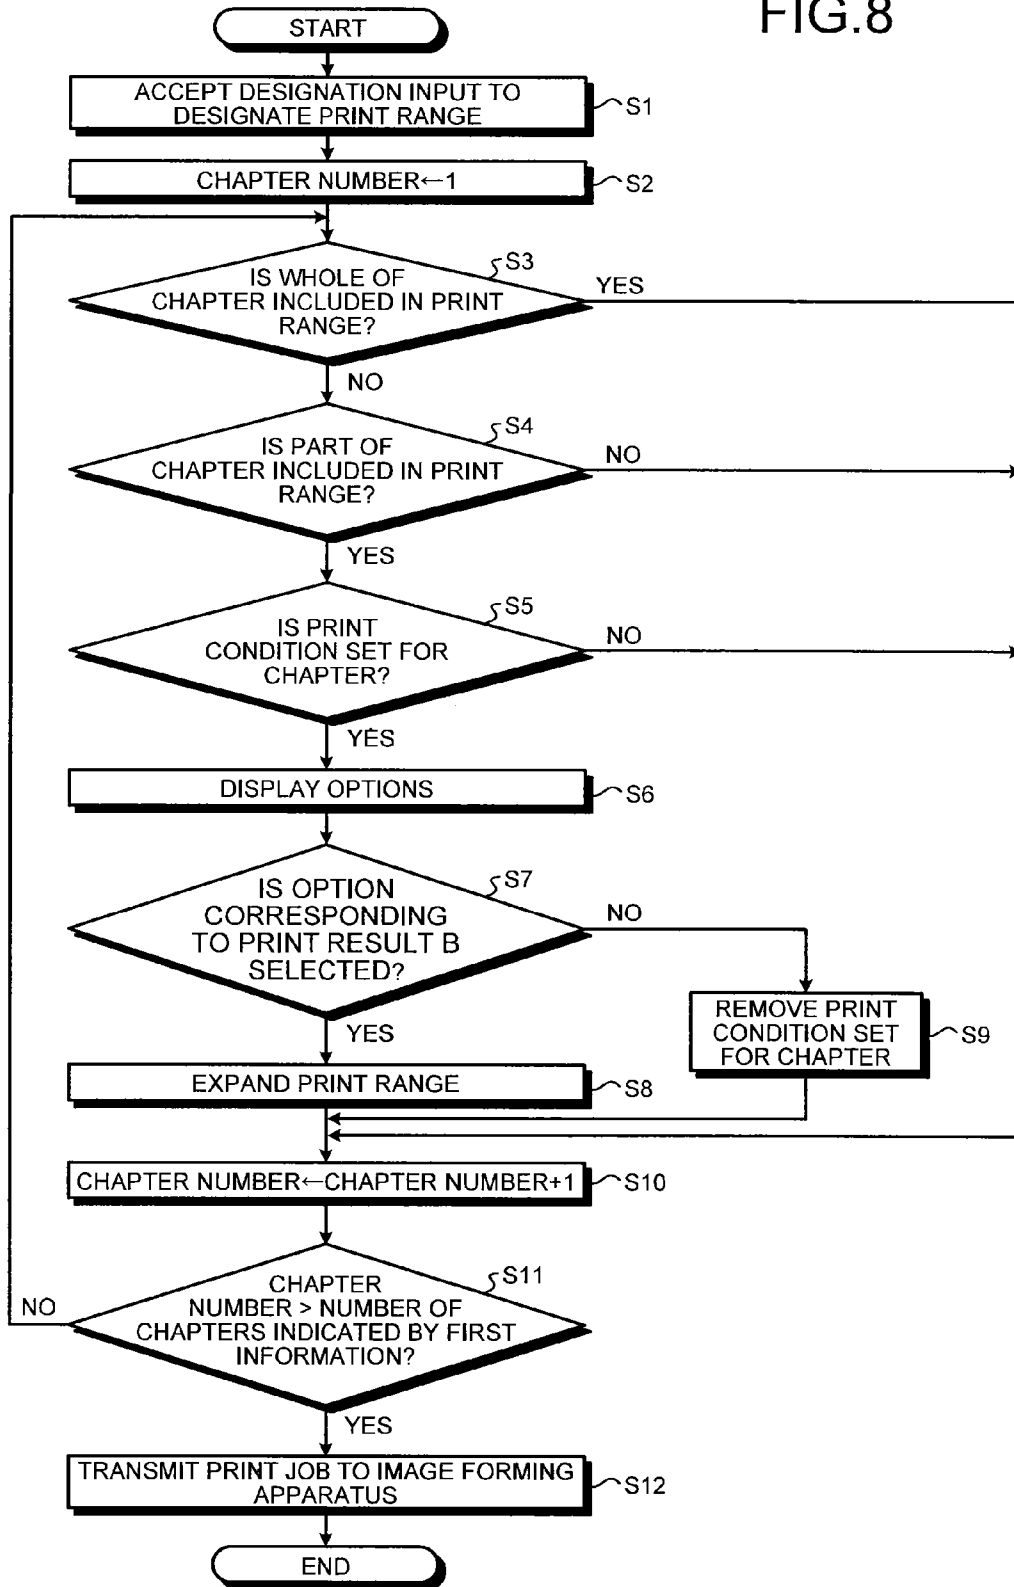 FIG.8
START
ACCEPT DESIGNATION INPUT TO
DESIGNATE PRINT RANGE
S1
CHAPTER NUMBER←1
S2
S3
IS WHOLE OF
CHAPTER INCLUDED IN PRINT
RANGE?
YES
NO
S4
IS PART OF
CHAPTER INCLUDED IN PRINT
RANGE?
NO
YES
S5
IS PRINT
CONDITION SET FOR
CHAPTER?
NO
YES
DISPLAY OPTIONS
S6
S7
IS OPTION
CORRESPONDING
TO PRINT RESULT B
SELECTED?
NO
YES
REMOVE PRINT
CONDITION SET
FOR CHAPTER
S9
EXPAND PRINT RANGE
S8
CHAPTER NUMBER←CHAPTER NUMBER+1
S10
S11
CHAPTER
NUMBER > NUMBER OF
CHAPTERS INDICATED BY FIRST
INFORMATION?
NO
YES
TRANSMIT PRINT JOB TO IMAGE FORMING
APPARATUS
S12
END